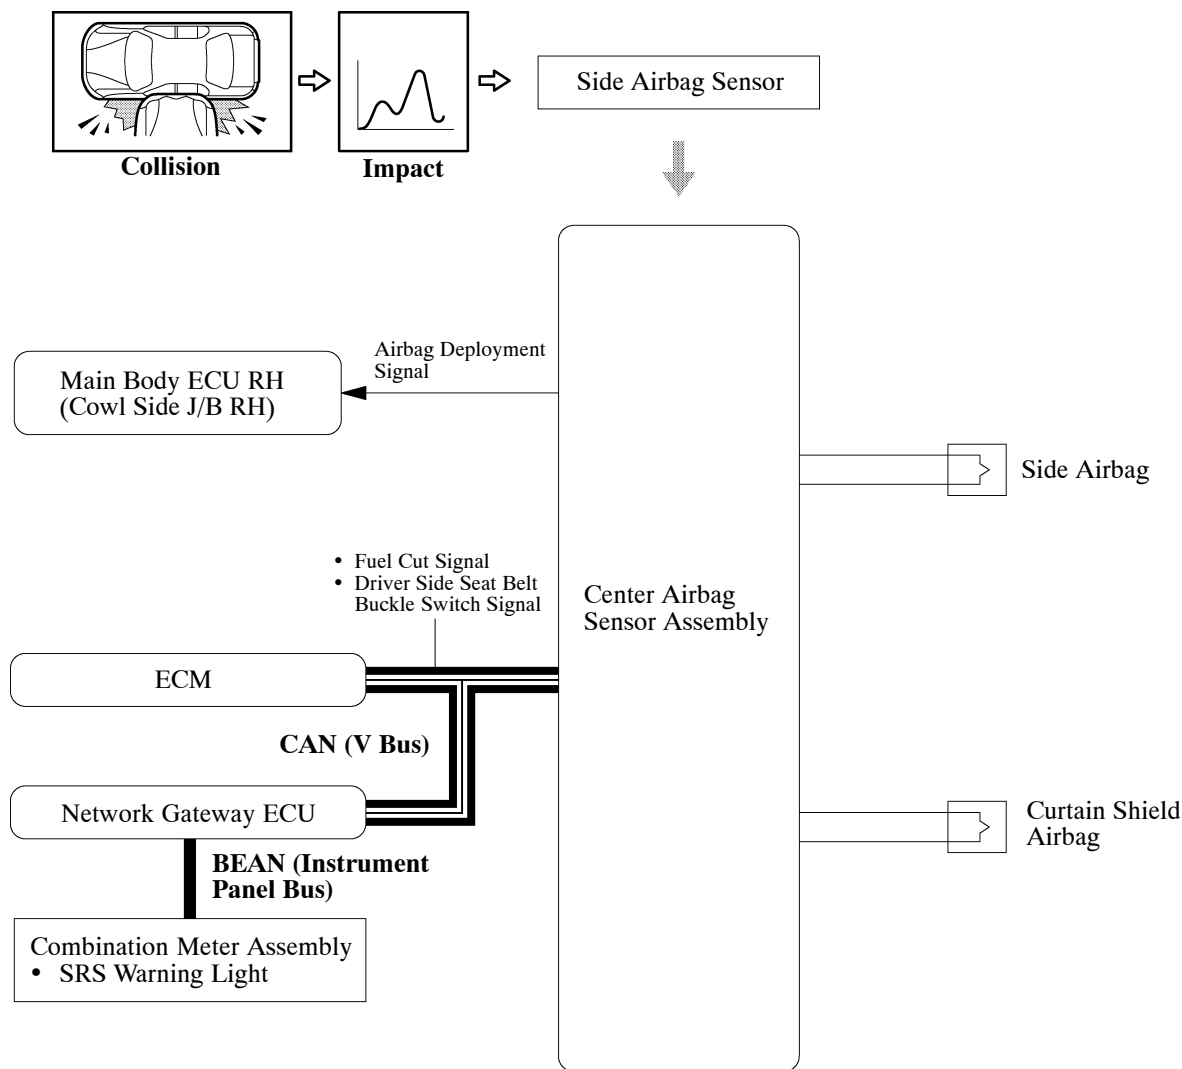 Collision
Impact
Side Airbag Sensor
Airbag Deployment
Signal
Main Body ECU RH
(Cowl Side J/B RH)
Side Airbag
• Fuel Cut Signal
• Driver Side Seat Belt
Buckle Switch Signal
Center Airbag
Sensor Assembly
ECM
CAN (V Bus)
Network Gateway ECU
Curtain Shield
Airbag
BEAN (Instrument
Panel Bus)
Combination Meter Assembly
• SRS Warning Light